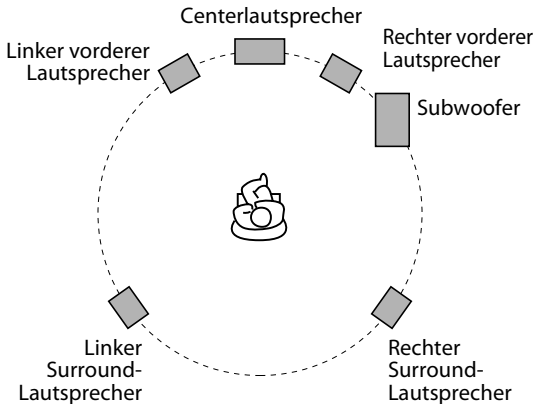 Centerlautsprecher
Linker vorderer
Lautsprecher
Rechter vorderer
Lautsprecher
Subwoofer
Linker
Surround-
Lautsprecher
Rechter
Surround-
Lautsprecher